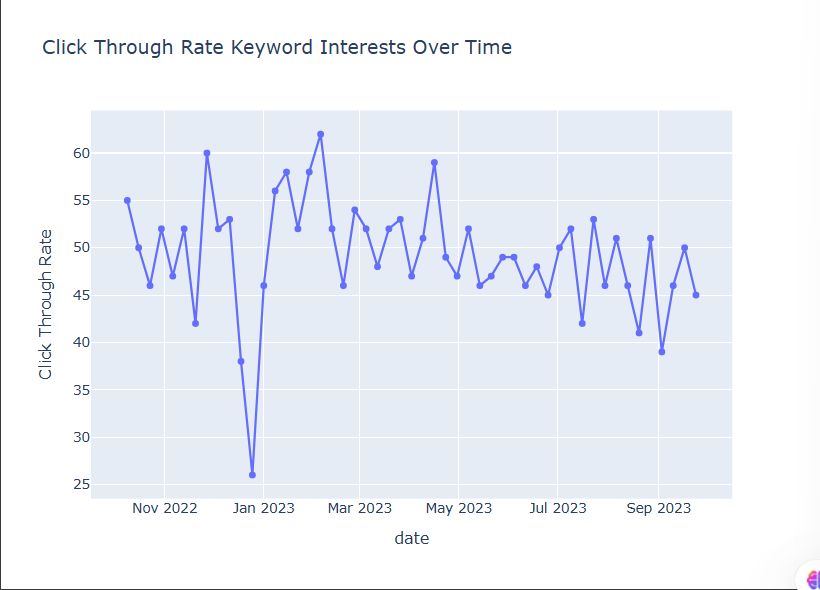 Click Through Rate Keyword Interests Over Time
Click Through Rate
60
55
50
45
40
35
30
25
Nov 2022 Jan 2023 Mar 2023 May 2023 Jul 2023 Sep 2023
date